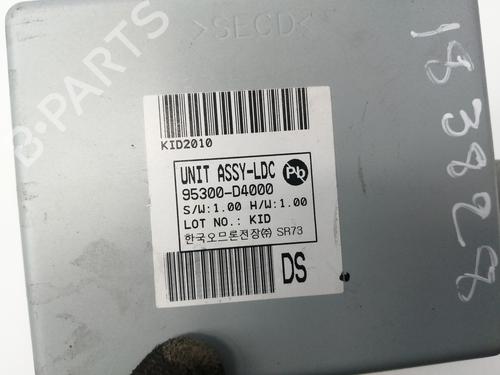 >SECD<
B-PARTS
KID2010
UNIT ASSY-LDC Pb
95300-D4000
S/W:1.00 H/W:1.00
LOT NO.: KID
한국오므론전장㈜ SR73
DS
183828